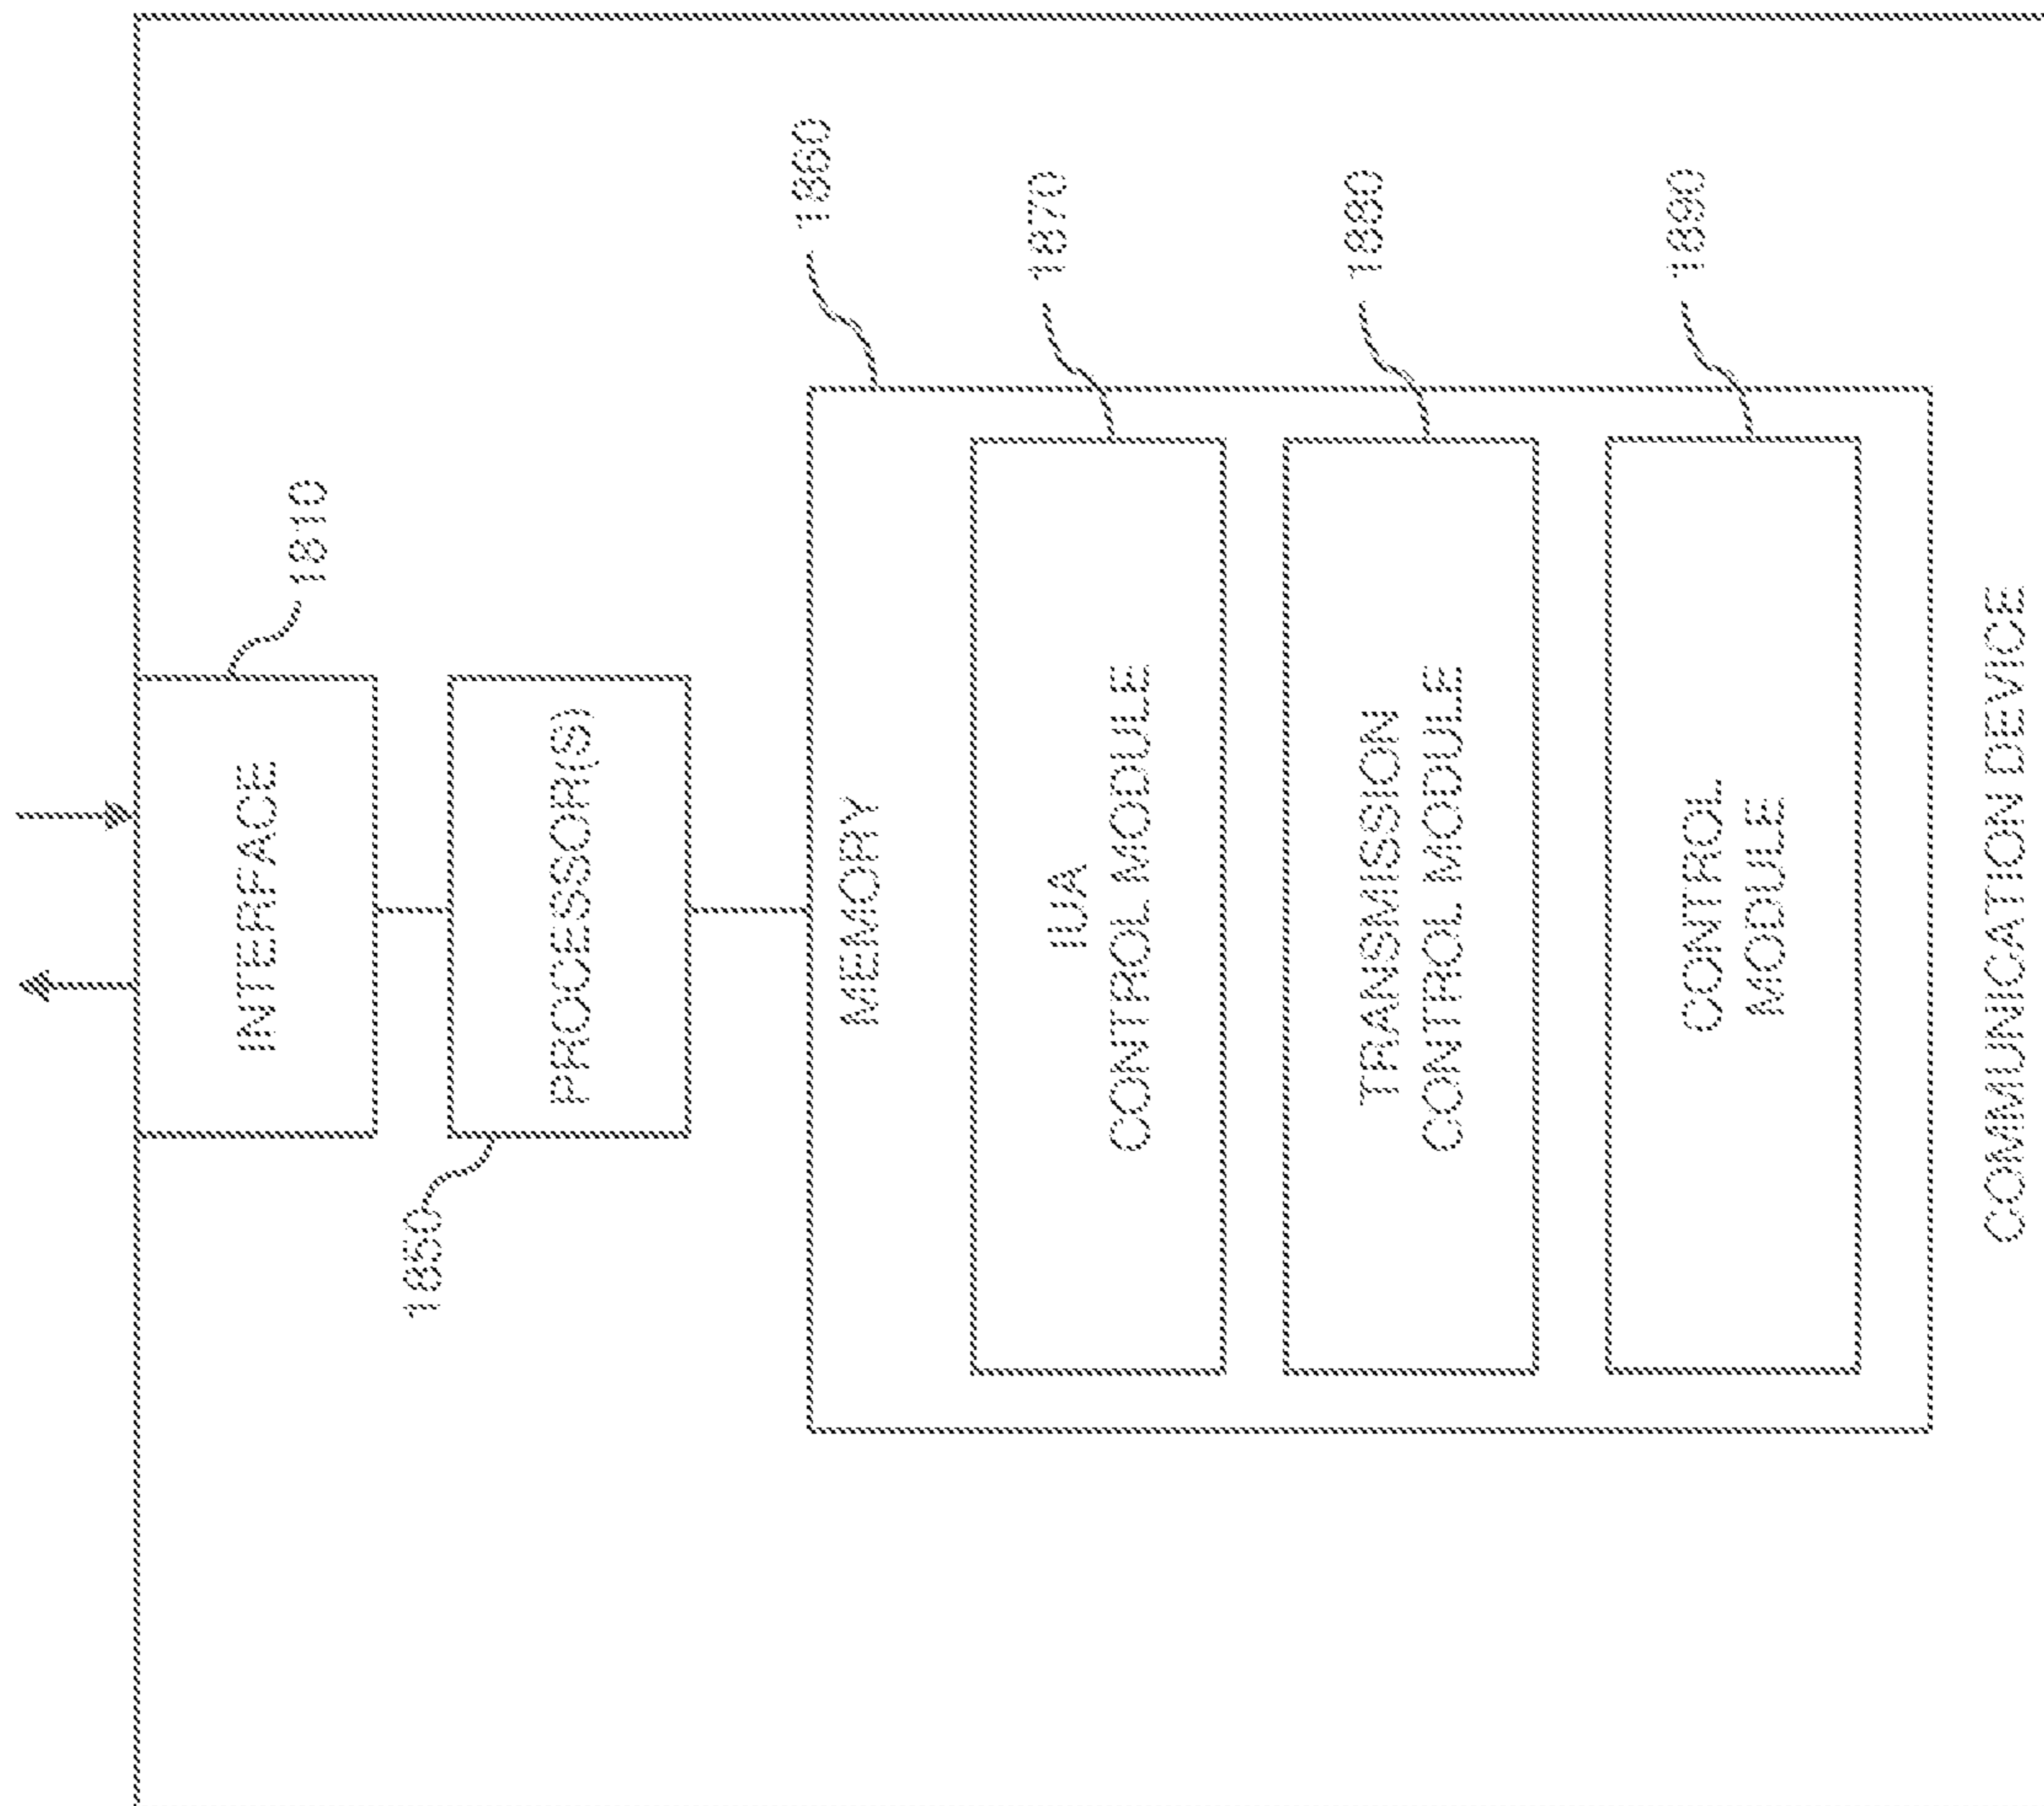 INTERFACE
1810
PROCESSOR(S)
1850
MEMORY
1860
IUA
CONTROL MODULE
1870
TRANSMISSION
CONTROL MODULE
1880
CONTROL
MODULE
1890
COMMUNICATION DEVICE